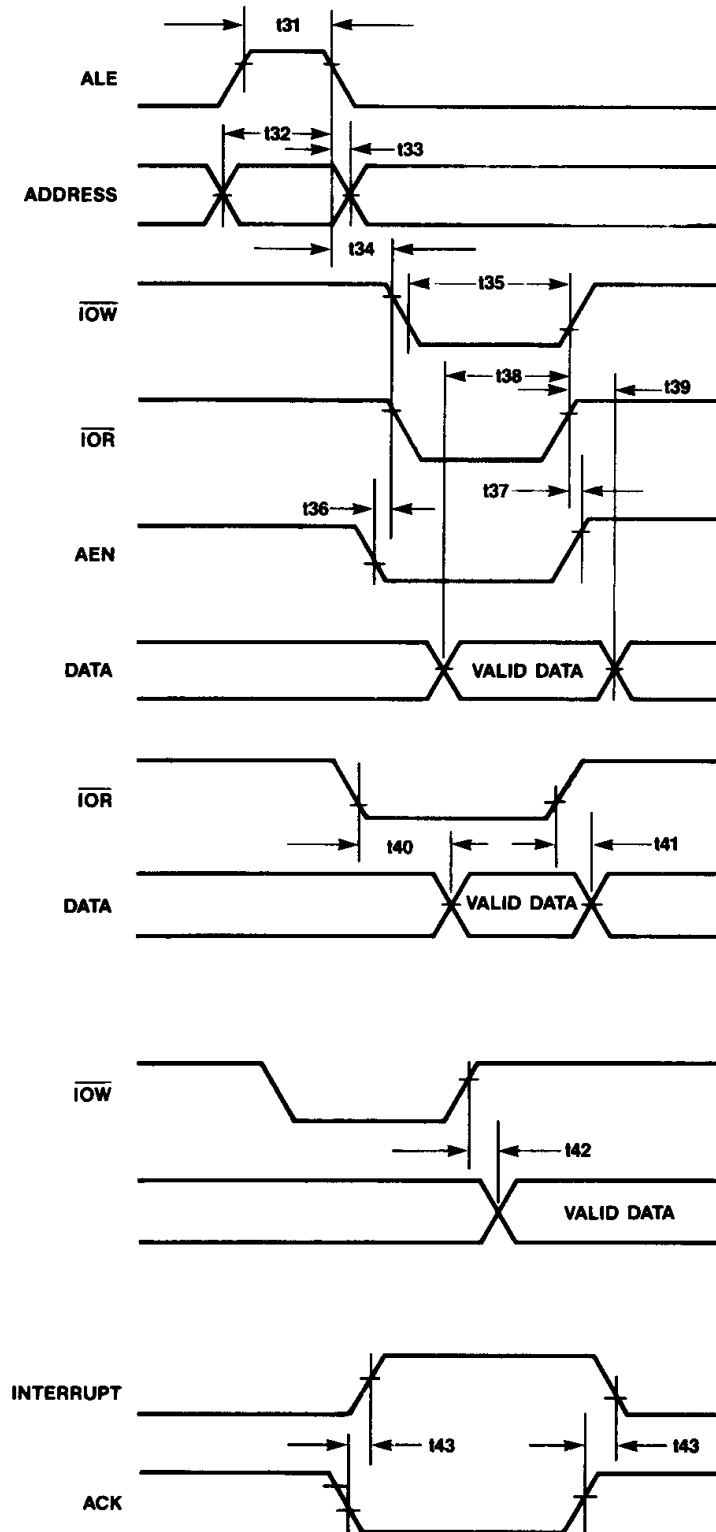 t31
ALE
t32
t33
ADDRESS
t34
IOW
t35
t38
t39
IOR
t37
t36
AEN
DATA
VALID DATA
IOR
t40
t41
DATA
VALID DATA
IOW
t42
VALID DATA
INTERRUPT
t43
t43
ACK